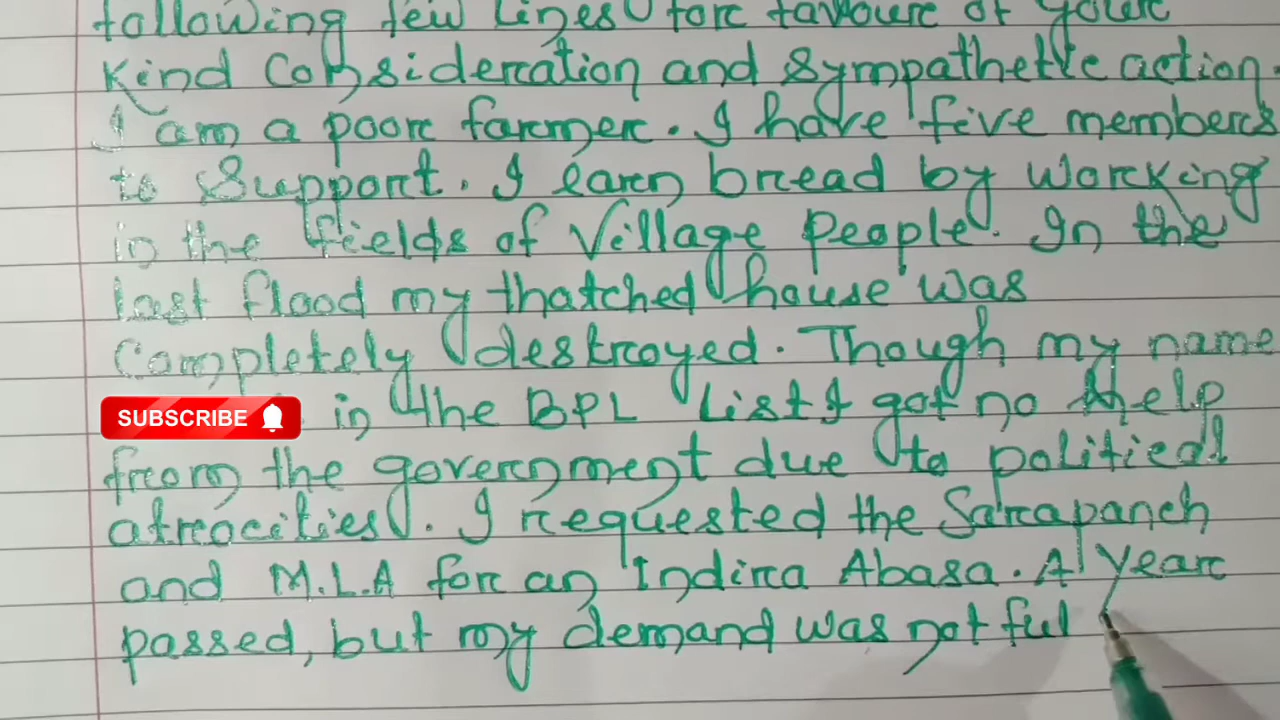 following few lines for favour of your
kind consideration and sympathetic action.
I am a poor farmer. I have five members
to support. I earn bread by working
in the fields of village people. In the
last flood my thatched house was
completely destroyed. Though my name
SUBSCRIBE in the BPL list I got no help
from the government due to political
atrocities. I requested the Sarapanch
and M.L.A for an Indira Abasa. A year
passed, but my demand was not ful